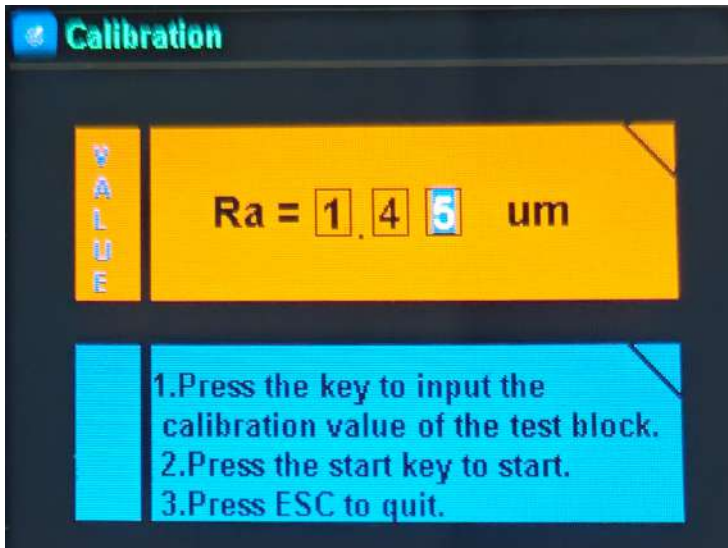 Calibration
VALUE
Ra = 1.45 um
1.Press the key to input the
calibration value of the test block.
2.Press the start key to start.
3.Press ESC to quit.